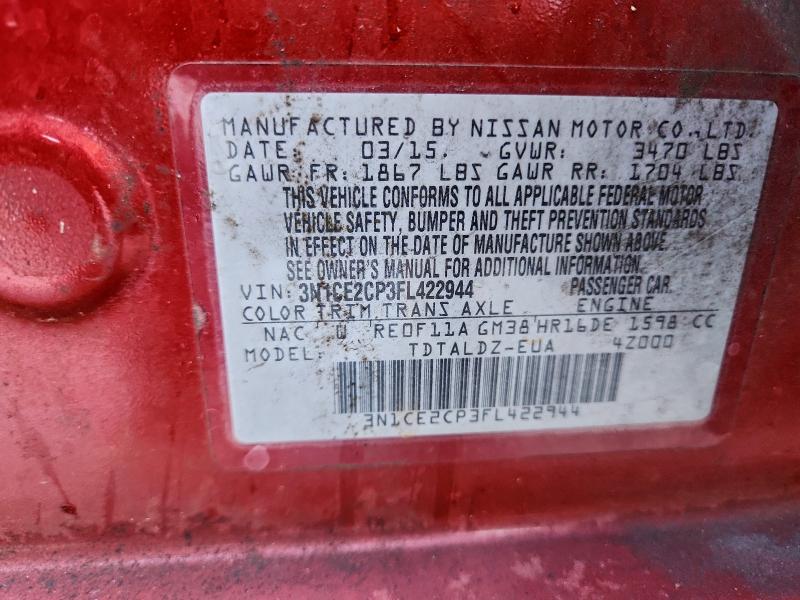 MANUFACTURED BY NISSAN MOTOR CO., LTD.
DATE: 03/15. GVWR: 3470 LBS
GAWR FR: 1867 LBS GAWR RR: 1704 LBS
THIS VEHICLE CONFORMS TO ALL APPLICABLE FEDERAL MOTOR
VEHICLE SAFETY, BUMPER AND THEFT PREVENTION STANDARDS
IN EFFECT ON THE DATE OF MANUFACTURE SHOWN ABOVE.
SEE OWNER'S MANUAL FOR ADDITIONAL INFORMATION.
VIN: 3N1CE2CP3FL422944 PASSENGER CAR.
COLOR TRIM TRANS AXLE ENGINE
NAC U RE0F11A GM38 HR16DE 1598 CC
MODEL: TDTALDZ-EUA 4Z000
3N1CE2CP3FL422944